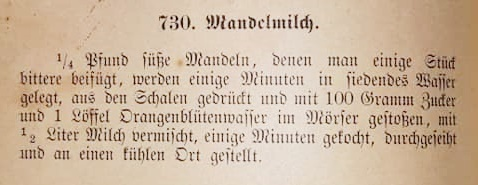 730. Mandelmilch.
1/4 Pfund süße Mandeln, denen man einige Stück
bittere beifügt, werden einige Minuten in siedendes Wasser
gelegt, aus den Schalen gedrückt und mit 100 Gramm Zucker
und 1 Löffel Orangenblütenwasser im Mörser gestoßen, mit
1/2 Liter Milch vermischt, einige Minuten gekocht, durchgeseiht
und an einen kühlen Ort gestellt.